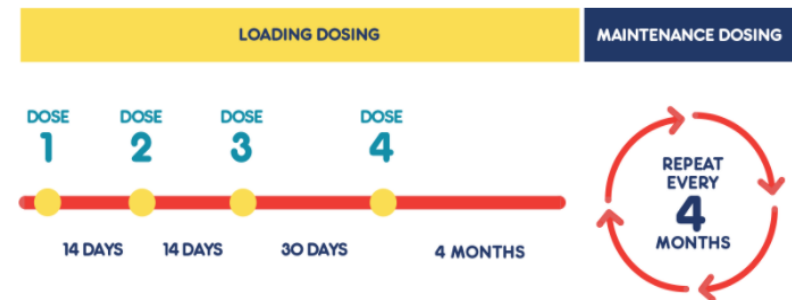 LOADING DOSING
MAINTENANCE DOSING
DOSE
1
DOSE
2
DOSE
3
DOSE
4
14 DAYS
14 DAYS
30 DAYS
4 MONTHS
REPEAT
EVERY
4
MONTHS